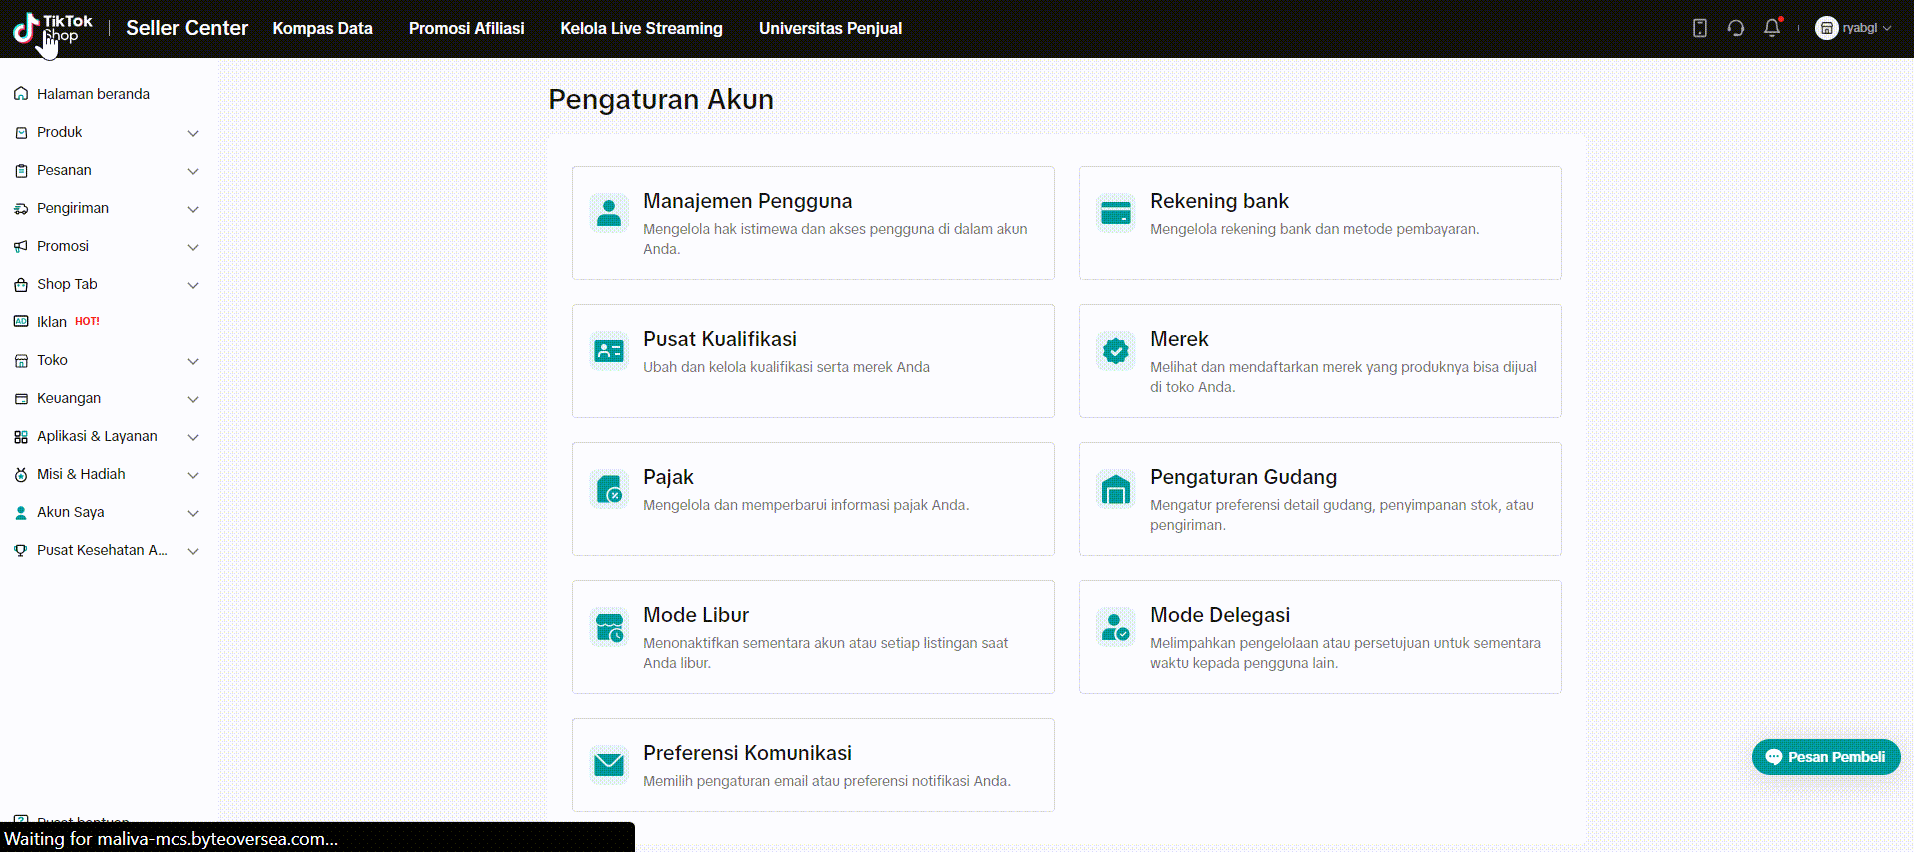 TikTok Shop
Seller Center
Kompas Data
Promosi Afiliasi
Kelola Live Streaming
Universitas Penjual
ryabgl
Halaman beranda
Produk
Pesanan
Pengiriman
Promosi
Shop Tab
AD
Iklan HOT!
Toko
Keuangan
Aplikasi & Layanan
Misi & Hadiah
Akun Saya
Pusat Kesehatan A...
Pusat bantuan
Pengaturan Akun
Manajemen Pengguna
Mengelola hak istimewa dan akses pengguna di dalam akun
Anda.
Rekening bank
Mengelola rekening bank dan metode pembayaran.
Pusat Kualifikasi
Ubah dan kelola kualifikasi serta merek Anda
Merek
Melihat dan mendaftarkan merek yang produknya bisa dijual
di toko Anda.
Pajak
Mengelola dan memperbarui informasi pajak Anda.
Pengaturan Gudang
Mengatur preferensi detail gudang, penyimpanan stok, atau
pengiriman.
Mode Libur
Menonaktifkan sementara akun atau setiap listingan saat
Anda libur.
Mode Delegasi
Melimpahkan pengelolaan atau persetujuan untuk sementara
waktu kepada pengguna lain.
Preferensi Komunikasi
Memilih pengaturan email atau preferensi notifikasi Anda.
Pesan Pembeli
Waiting for maliva-mcs.byteoversea.com...